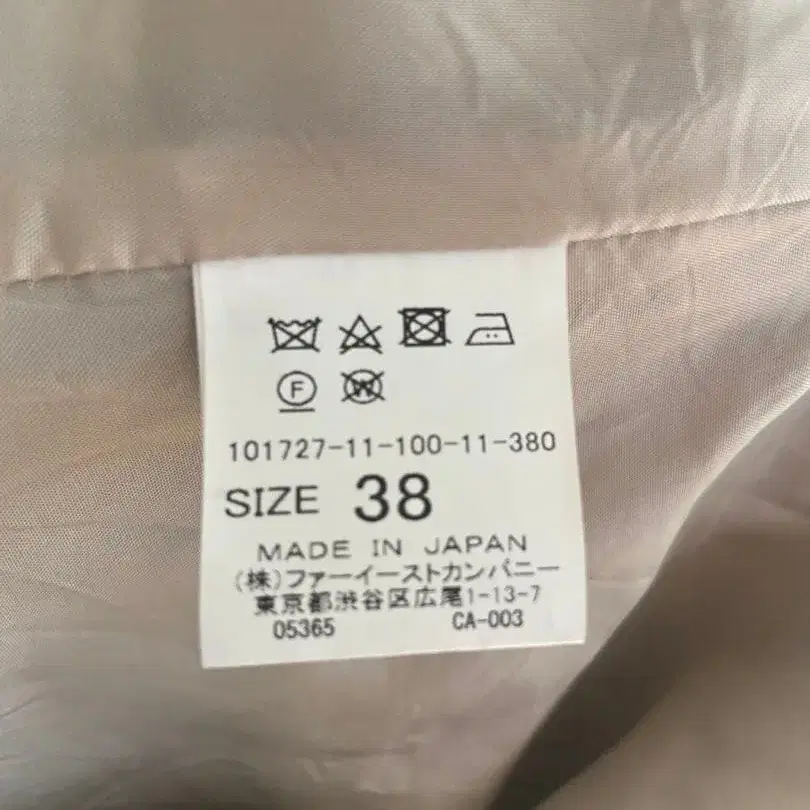 F W
101727-11-100-11-380
SIZE 38
MADE IN JAPAN
(株)ファーイーストカンパニー
東京都渋谷区広尾1-13-7
05365 CA-003